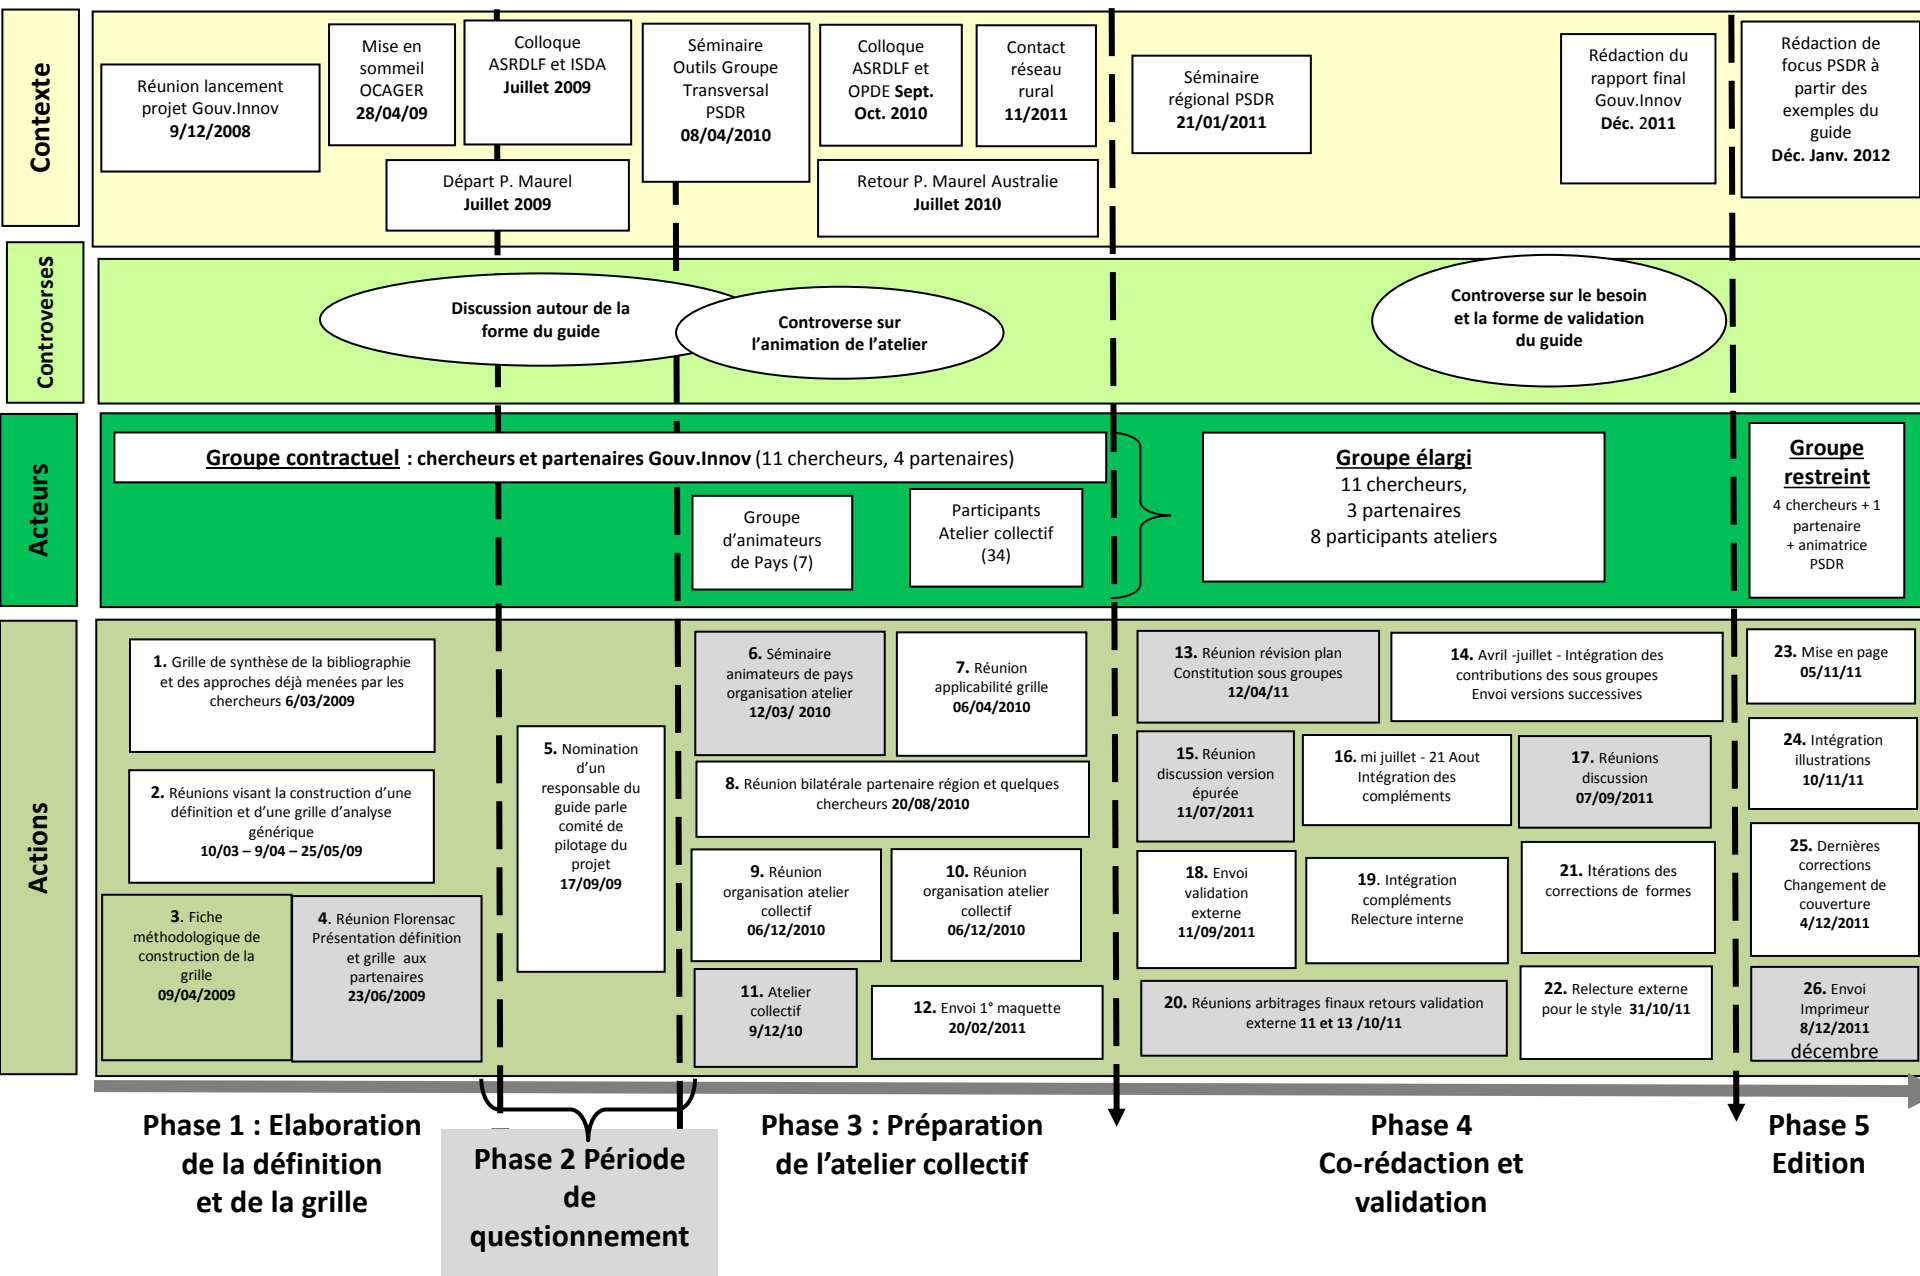 Contexte
Réunion lancement
projet Gouv.Innov
9/12/2008
Mise en
sommeil
OCAGER
28/04/09
Colloque
ASRDLF et ISDA
Juillet 2009
Départ P. Maurel
Juillet 2009
Séminaire
Outils Groupe
Transversal
PSDR
08/04/2010
Colloque
ASRDLF et
OPDE Sept.
Oct. 2010
Contact
réseau
rural
11/2011
Retour P. Maurel Australie
Juillet 2010
Séminaire
régional PSDR
21/01/2011
Rédaction du
rapport final
Gouv.Innov
Déc. 2011
Rédaction de
focus PSDR à
partir des
exemples du
guide
Déc. Janv. 2012
Controverses
Discussion autour de la
forme du guide
Controverse sur
l'animation de l'atelier
Controverse sur le besoin
et la forme de validation
du guide
Acteurs
Groupe contractuel : chercheurs et partenaires Gouv.Innov (11 chercheurs, 4 partenaires)
Groupe
d'animateurs
de Pays (7)
Participants
Atelier collectif
(34)
Groupe élargi
11 chercheurs,
3 partenaires
8 participants ateliers
Groupe
restreint
4 chercheurs + 1
partenaire
+ animatrice
PSDR
Actions
1. Grille de synthèse de la bibliographie
et des approches déjà menées par les
chercheurs 6/03/2009
2. Réunions visant la construction d'une
définition et d'une grille d'analyse
générique
10/03 – 9/04 – 25/05/09
3. Fiche
méthodologique de
construction de la
grille
09/04/2009
4. Réunion Florensac
Présentation définition
et grille aux
partenaires
23/06/2009
5. Nomination
d'un
responsable du
guide parle
comité de
pilotage du
projet
17/09/09
6. Séminaire
animateurs de pays
organisation atelier
12/03/ 2010
7. Réunion
applicabilité grille
06/04/2010
8. Réunion bilatérale partenaire région et quelques
chercheurs 20/08/2010
9. Réunion
organisation atelier
collectif
06/12/2010
10. Réunion
organisation atelier
collectif
06/12/2010
11. Atelier
collectif
9/12/10
12. Envoi 1° maquette
20/02/2011
13. Réunion révision plan
Constitution sous groupes
12/04/11
14. Avril -juillet - Intégration des
contributions des sous groupes
Envoi versions successives
15. Réunion
discussion version
épurée
11/07/2011
16. mi juillet - 21 Aout
Intégration des
compléments
17. Réunions
discussion
07/09/2011
18. Envoi
validation
externe
11/09/2011
19. Intégration
compléments
Relecture interne
20. Réunions arbitrages finaux retours validation
externe 11 et 13 /10/11
21. Itérations des
corrections de formes
22. Relecture externe
pour le style 31/10/11
23. Mise en page
05/11/11
24. Intégration
illustrations
10/11/11
25. Dernières
corrections
Changement de
couverture
4/12/2011
26. Envoi
Imprimeur
8/12/2011
décembre
Phase 1 : Elaboration
de la définition
et de la grille
Phase 2 Période
de
questionnement
Phase 3 : Préparation
de l'atelier collectif
Phase 4
Co-rédaction et
validation
Phase 5
Edition